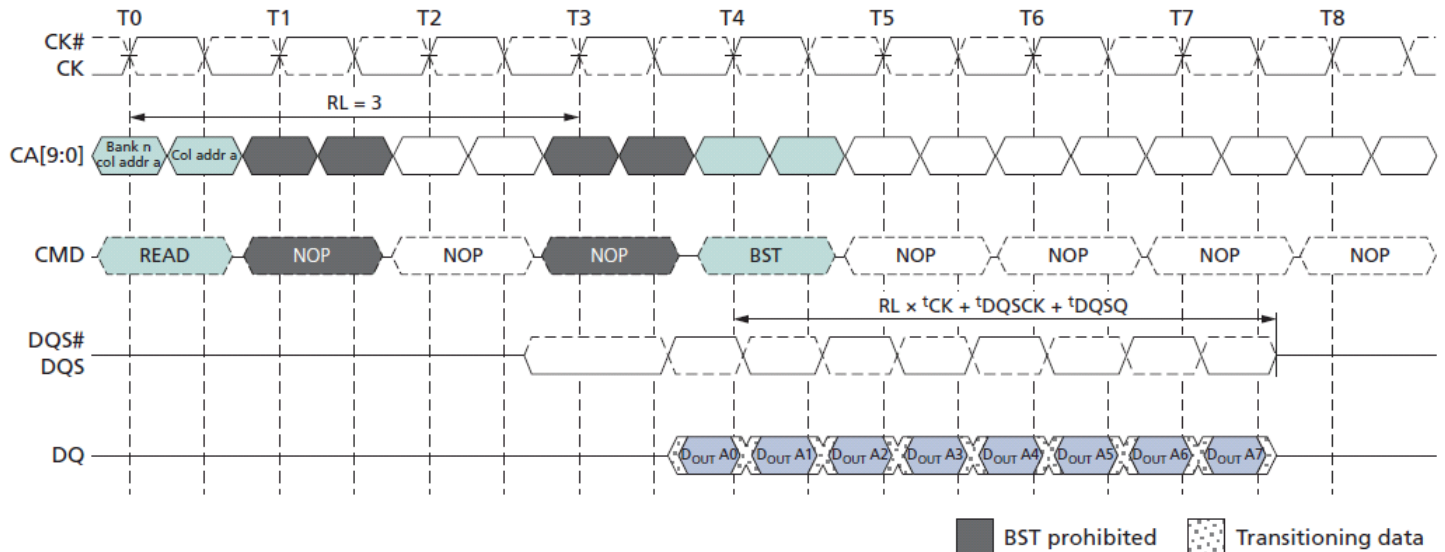 T0 T1 T2 T3 T4 T5 T6 T7 T8
CK#
CK
RL = 3
CA[9:0]
Bank n
col addr a
Col addr a
CMD READ NOP NOP NOP BST NOP NOP NOP NOP
RL × tCK + tDQSCK + tDQSQ
DQS#
DQS
DQ DOUT A0 DOUT A1 DOUT A2 DOUT A3 DOUT A4 DOUT A5 DOUT A6 DOUT A7
BST prohibited Transitioning data